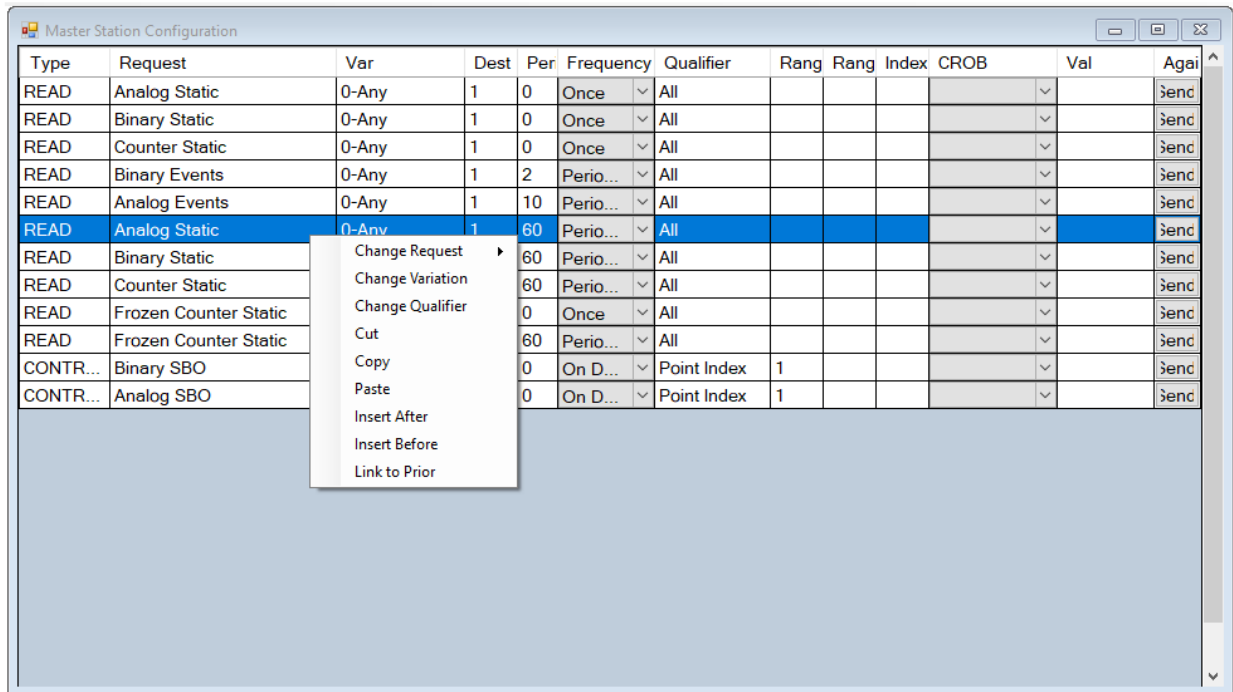 Master Station Configuration
Type Request Var Dest Per Frequency Qualifier Rang Rang Index CROB Val Agai
READ Analog Static 0-Any 1 0 Once All Send
READ Binary Static 0-Any 1 0 Once All Send
READ Counter Static 0-Any 1 0 Once All Send
READ Binary Events 0-Any 1 2 Perio... All Send
READ Analog Events 0-Any 1 10 Perio... All Send
READ Analog Static 0-Any 1 60 Perio... All Send
Change Request
READ Binary Static 60 Perio... All Send
Change Variation
READ Counter Static 60 Perio... All Send
Change Qualifier
READ Frozen Counter Static 0 Once All Send
Cut
READ Frozen Counter Static 60 Perio... All Send
Copy
CONTR... Binary SBO 0 On D... Point Index 1 Send
Paste
CONTR... Analog SBO 0 On D... Point Index 1 Send
Insert After
Insert Before
Link to Prior